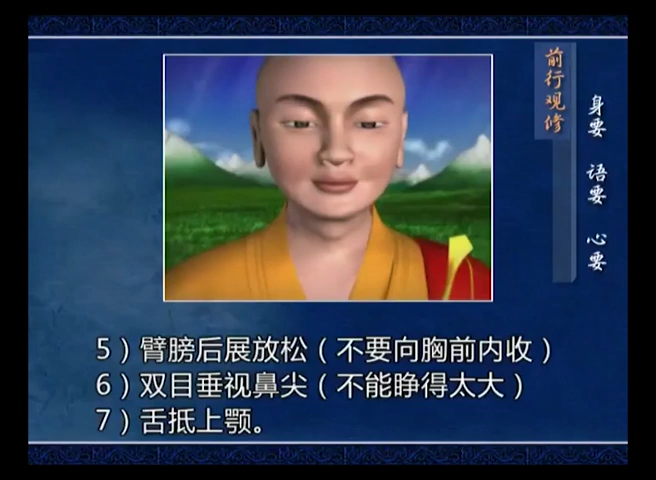 前行观修
身要 语要 心要
5）臂膀后展放松（不要向胸前内收）
6）双目垂视鼻尖（不能睁得太大）
7）舌抵上颚。